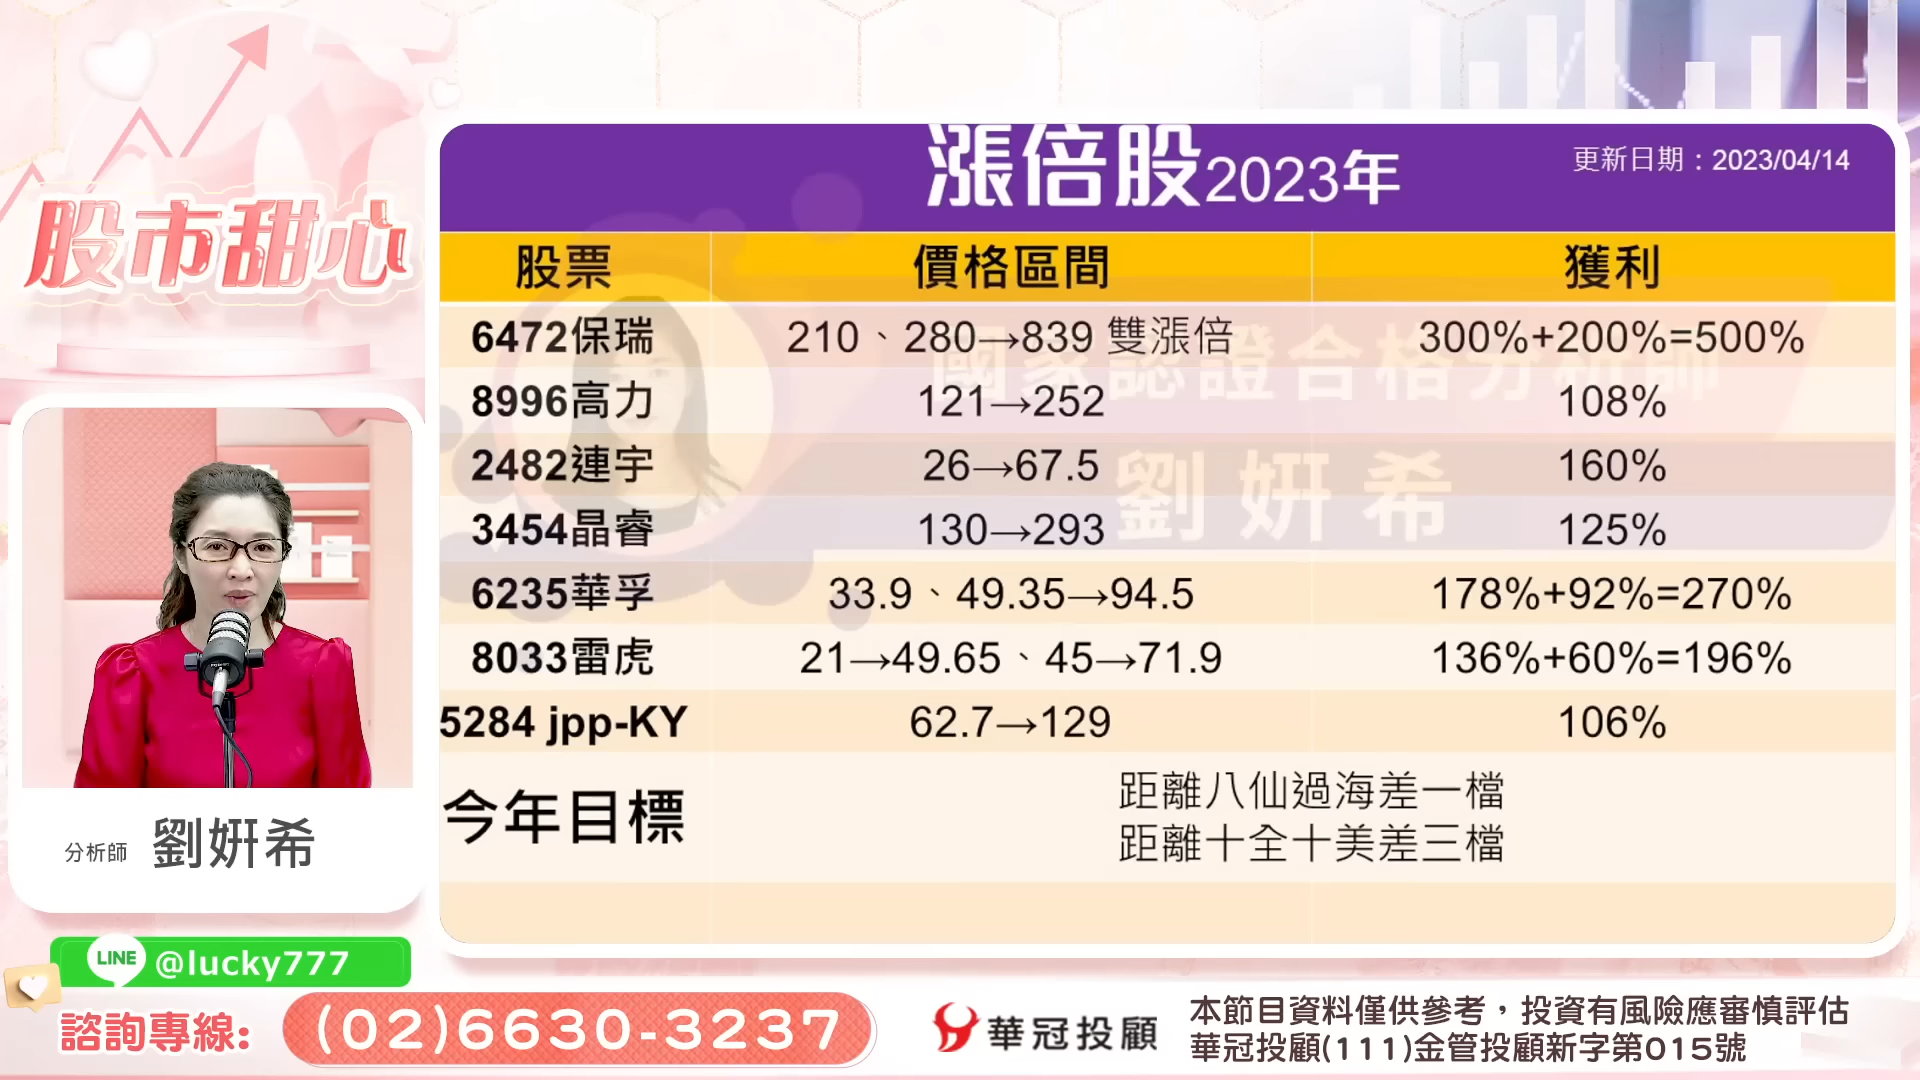 股市甜心
分析師 劉妍希
LINE @lucky777
漲倍股2023年
更新日期：2023/04/14
股票 價格區間 獲利
6472保瑞 210、280→839 雙漲倍 300%+200%=500%
8996高力 121→252 108%
2482連宇 26→67.5 160%
3454晶睿 130→293 125%
6235華孚 33.9、49.35→94.5 178%+92%=270%
8033雷虎 21→49.65、45→71.9 136%+60%=196%
5284 jpp-KY 62.7→129 106%
今年目標
距離八仙過海差一檔
距離十全十美差三檔
國家認證合格分析師
劉妍希
諮詢專線: (02)6630-3237
華冠投顧
本節目資料僅供參考，投資有風險應審慎評估
華冠投顧(111)金管投顧新字第015號